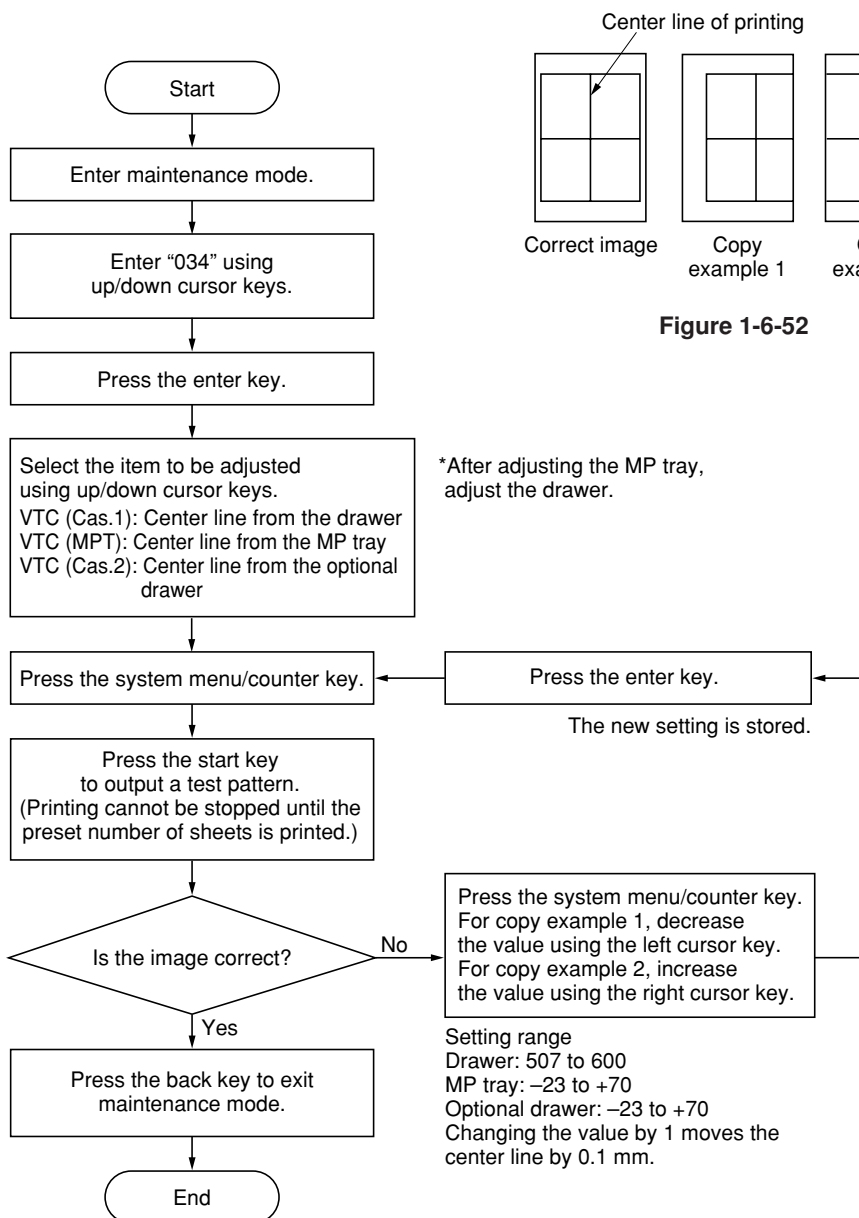 Center line of printing
Correct image
Copy
example 1
Figure 1-6-52
Start
Enter maintenance mode.
Enter “034” using
up/down cursor keys.
Press the enter key.
Select the item to be adjusted
using up/down cursor keys.
VTC (Cas.1): Center line from the drawer
VTC (MPT): Center line from the MP tray
VTC (Cas.2): Center line from the optional
drawer
*After adjusting the MP tray,
adjust the drawer.
Press the system menu/counter key.
Press the enter key.
The new setting is stored.
Press the start key
to output a test pattern.
(Printing cannot be stopped until the
preset number of sheets is printed.)
Is the image correct?
No
Yes
Press the system menu/counter key.
For copy example 1, decrease
the value using the left cursor key.
For copy example 2, increase
the value using the right cursor key.
Setting range
Drawer: 507 to 600
MP tray: –23 to +70
Optional drawer: –23 to +70
Changing the value by 1 moves the
center line by 0.1 mm.
Press the back key to exit
maintenance mode.
End